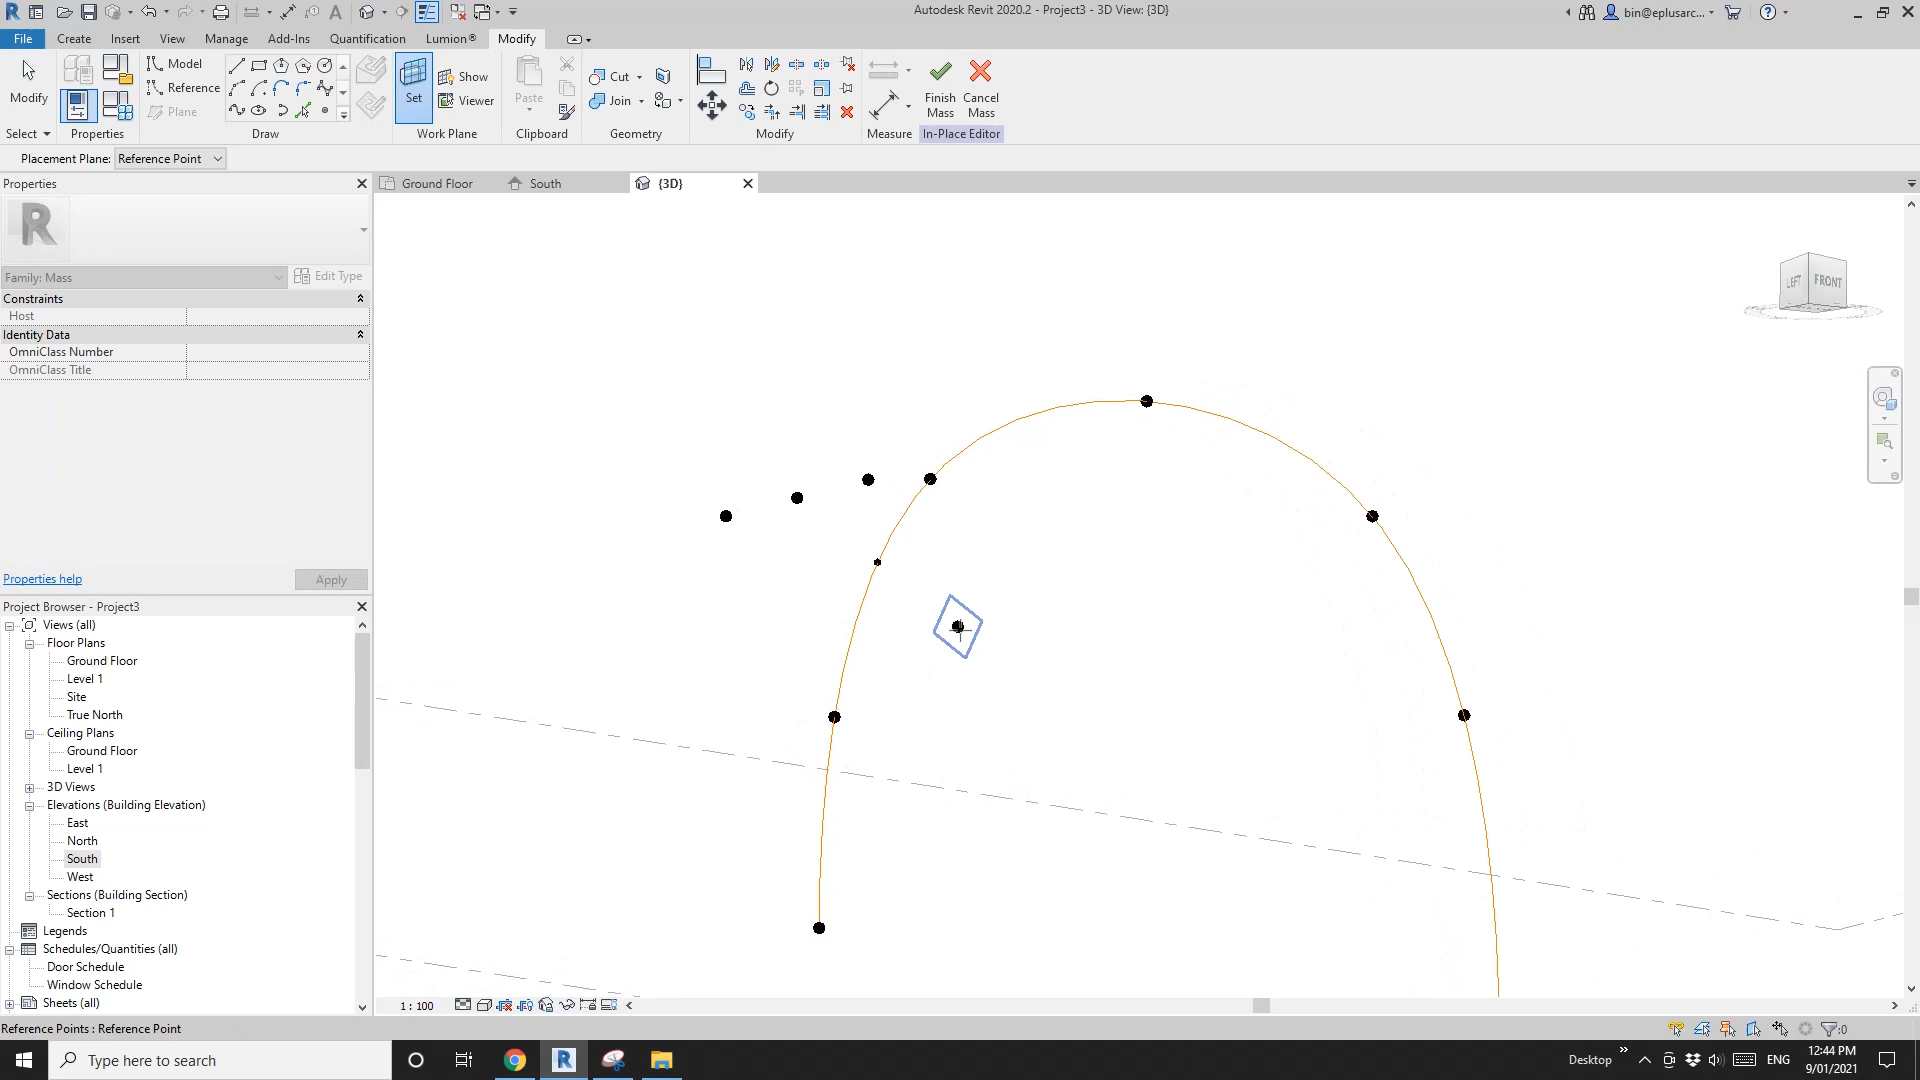 Autodesk Revit 2020.2 - Project3 - 3D View: {3D}
bin@eplusarc...
File
Create
Insert
View
Manage
Add-Ins
Quantification
Lumion®
Modify
Modify
Select
Properties
Model
Reference
Plane
Draw
Set
Show
Viewer
Work Plane
Paste
Clipboard
Cut
Join
Geometry
Modify
Measure
Finish Mass
Cancel Mass
In-Place Editor
Placement Plane: Reference Point
Properties
Ground Floor
South
{3D}
Family: Mass
Edit Type
Constraints
Host
Identity Data
OmniClass Number
OmniClass Title
LEFT
FRONT
Properties help
Apply
Project Browser - Project3
Views (all)
Floor Plans
Ground Floor
Level 1
Site
True North
Ceiling Plans
Ground Floor
Level 1
3D Views
Elevations (Building Elevation)
East
North
South
West
Sections (Building Section)
Section 1
Legends
Schedules/Quantities (all)
Door Schedule
Window Schedule
Sheets (all)
1 : 100
Reference Points : Reference Point
:0
Type here to search
Desktop
ENG
12:44 PM
9/01/2021